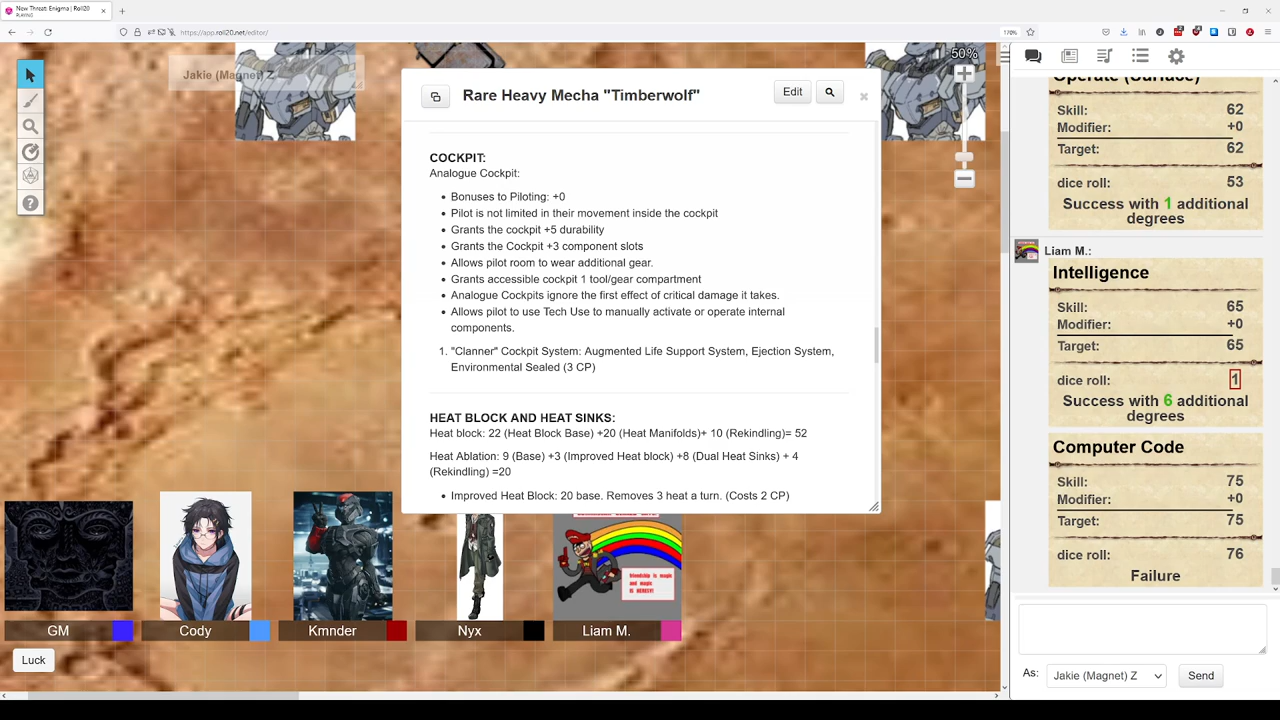 New Threat: Enigma | Roll20
PLAYING
https://app.roll20.net/editor/
170%
Jakie (Magnet) Z
50%
Rare Heavy Mecha "Timberwolf"
Edit
COCKPIT:
Analogue Cockpit:
Bonuses to Piloting: +0
Pilot is not limited in their movement inside the cockpit
Grants the cockpit +5 durability
Grants the Cockpit +3 component slots
Allows pilot room to wear additional gear.
Grants accessible cockpit 1 tool/gear compartment
Analogue Cockpits ignore the first effect of critical damage it takes.
Allows pilot to use Tech Use to manually activate or operate internal
components.
1. "Clanner" Cockpit System: Augmented Life Support System, Ejection System,
Environmental Sealed (3 CP)
HEAT BLOCK AND HEAT SINKS:
Heat block: 22 (Heat Block Base) +20 (Heat Manifolds)+ 10 (Rekindling)= 52
Heat Ablation: 9 (Base) +3 (Improved Heat block) +8 (Dual Heat Sinks) + 4
(Rekindling) =20
Improved Heat Block: 20 base. Removes 3 heat a turn. (Costs 2 CP)
friendship is magic
and magic
IS HERESY!
GM
Cody
Kmnder
Nyx
Liam M.
Luck
Operate (Surface)
Skill: 62
Modifier: +0
Target: 62
dice roll: 53
Success with 1 additional
degrees
Liam M.:
Intelligence
Skill: 65
Modifier: +0
Target: 65
dice roll: 1
Success with 6 additional
degrees
Computer Code
Skill: 75
Modifier: +0
Target: 75
dice roll: 76
Failure
As: Jakie (Magnet) Z
Send